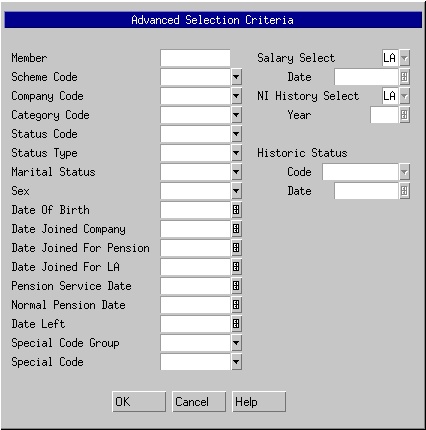 Advanced Selection Criteria
Member
Salary Select LA
Scheme Code
Date
Company Code
NI History Select LA
Category Code
Year
Status Code
Status Type
Historic Status
Marital Status
Code
Sex
Date
Date Of Birth
Date Joined Company
Date Joined For Pension
Date Joined For LA
Pension Service Date
Normal Pension Date
Date Left
Special Code Group
Special Code
OK Cancel Help